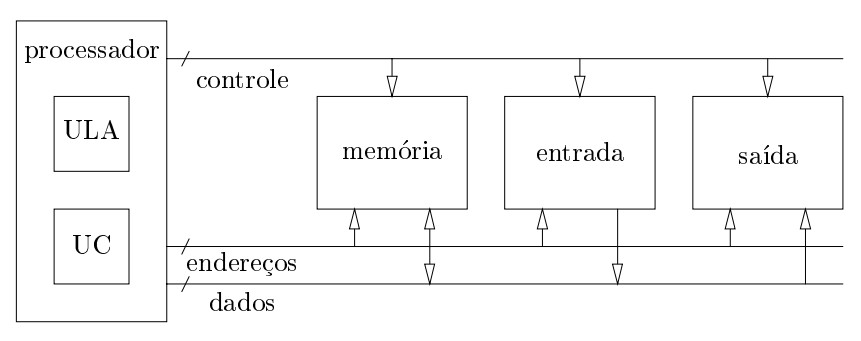 processador
ULA
UC
controle
memória
entrada
saída
endereços
dados